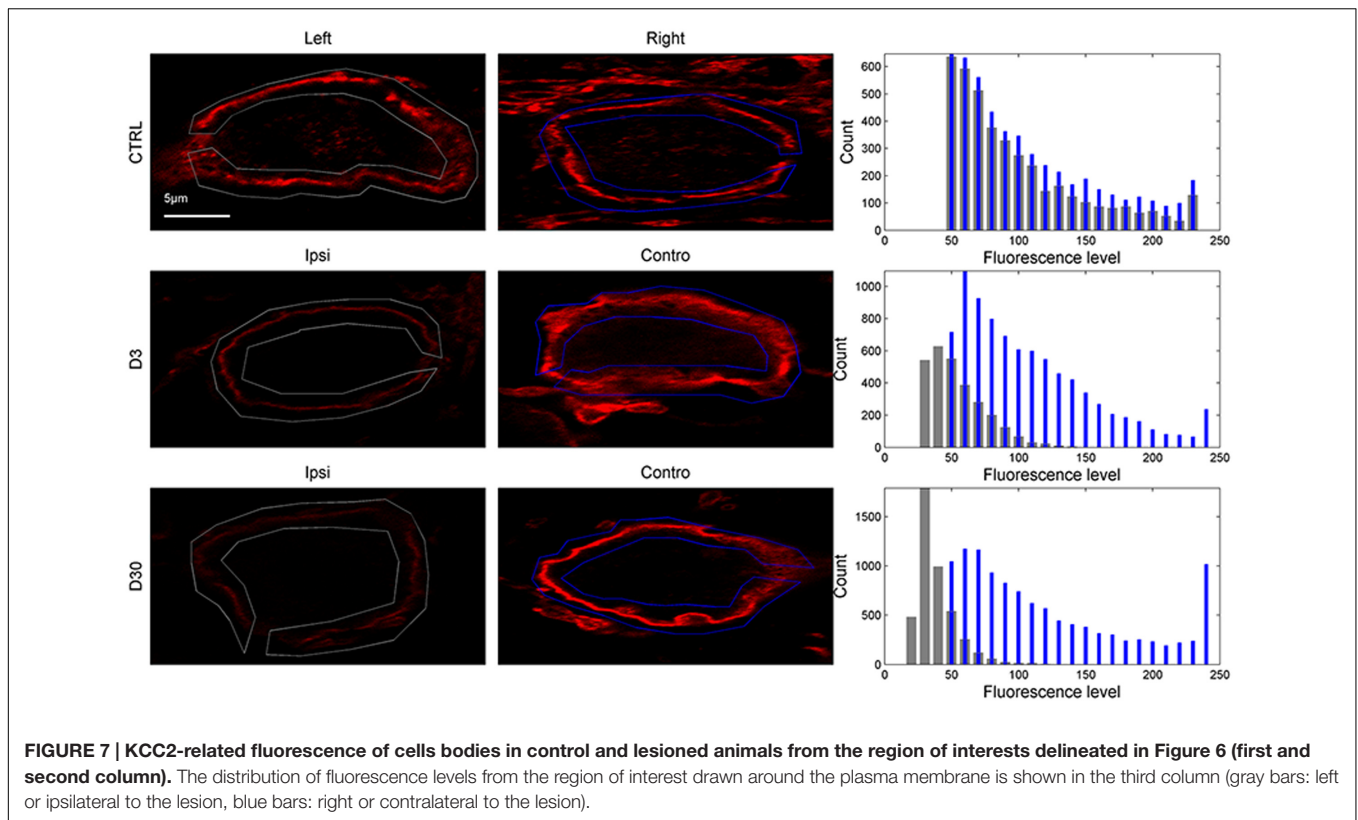 Left
Right
CTRL
5µm
600
500
400
300
200
100
0
Count
0
50
100
150
200
250
Fluorescence level
Ipsi
Contro
D3
1000
800
600
400
200
0
Count
0
50
100
150
200
250
Fluorescence level
Ipsi
Contro
D30
1500
1000
500
0
Count
0
50
100
150
200
250
Fluorescence level
FIGURE 7 | KCC2-related fluorescence of cells bodies in control and lesioned animals from the region of interests delineated in Figure 6 (first and
second column). The distribution of fluorescence levels from the region of interest drawn around the plasma membrane is shown in the third column (gray bars: left
or ipsilateral to the lesion, blue bars: right or contralateral to the lesion).